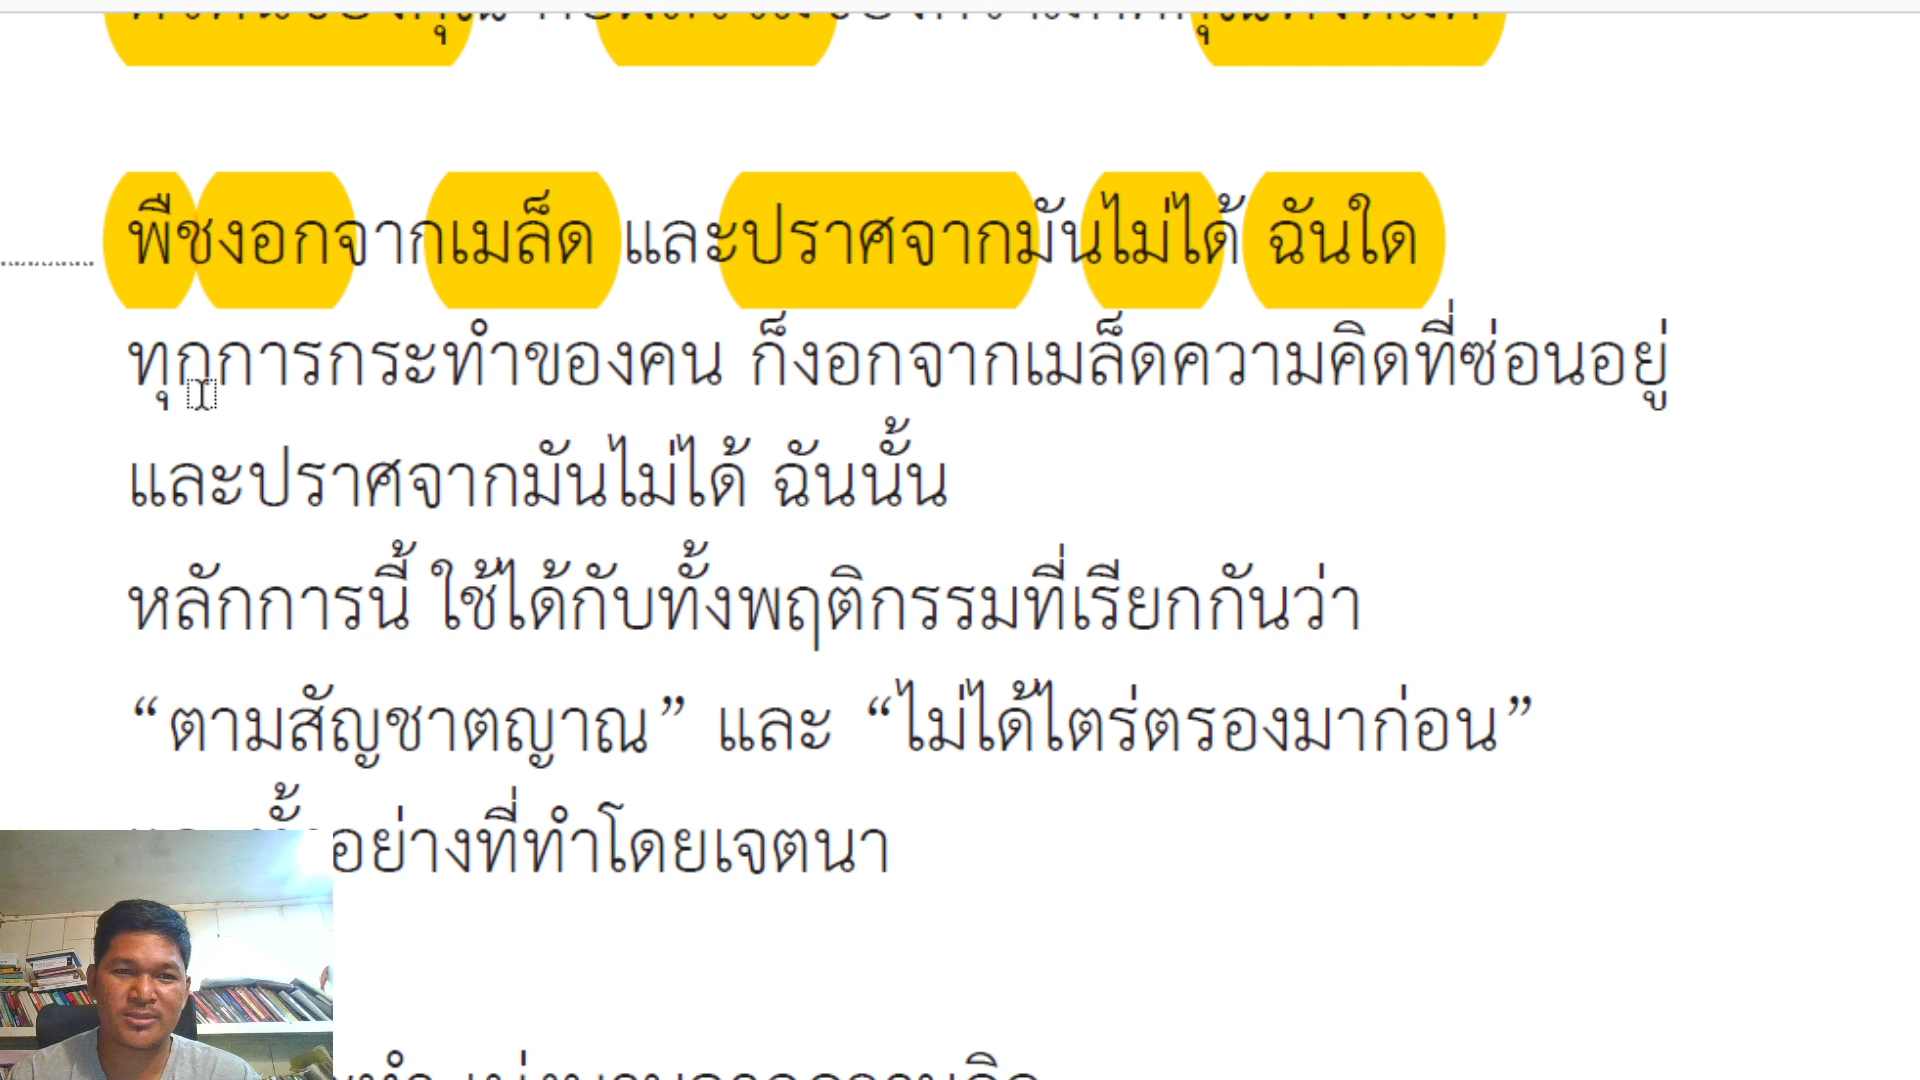 พืชงอกจากเมล็ด และปราศจากมันไม่ได้ ฉันใด
ทุกการกระทำของคน ก็งอกจากเมล็ดความคิดที่ซ่อนอยู่
และปราศจากมันไม่ได้ ฉันนั้น
หลักการนี้ ใช้ได้กับทั้งพฤติกรรมที่เรียกกันว่า
“ตามสัญชาตญาณ” และ “ไม่ได้ไตร่ตรองมาก่อน”
อย่างที่ทำโดยเจตนา